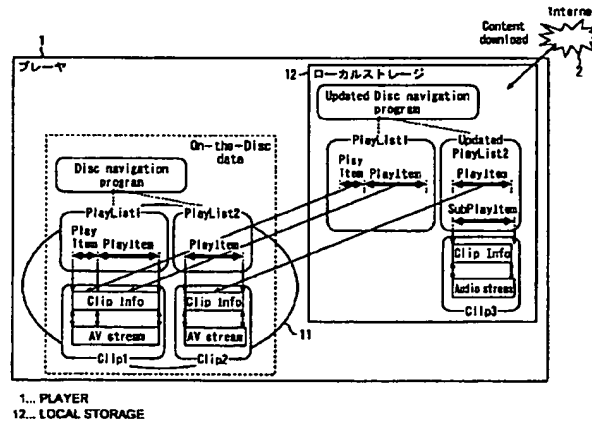 Internet
Content
download
2
1
プレーヤ
12
ローカルストレージ
Updated Disc navigation
program
PlayList1
Updated
PlayList2
Play
Item
PlayItem
PlayItem
SubPlayItem
Clip Info
Audio stream
Clip3
On-the-Disc
data
Disc navigation
program
PlayList1
PlayList2
Play
Item
PlayItem
PlayItem
Clip Info
Clip Info
AV stream
AV stream
Clip1
Clip2
11
1... PLAYER
12... LOCAL STORAGE